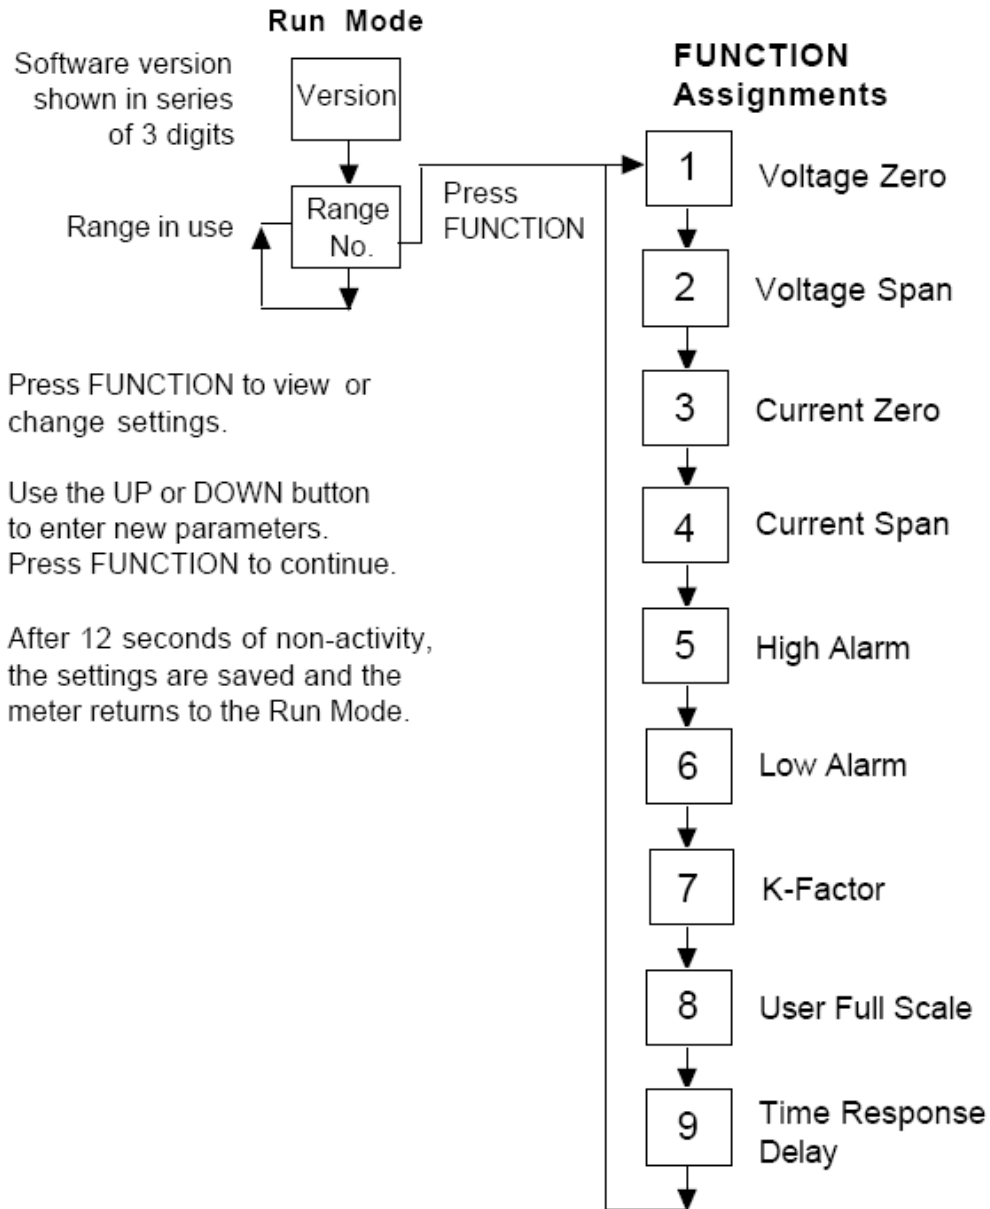 Run Mode
Software version
shown in series
of 3 digits
Version
Range in use
Range
No.
Press
FUNCTION
Press FUNCTION to view or
change settings.
Use the UP or DOWN button
to enter new parameters.
Press FUNCTION to continue.
After 12 seconds of non-activity,
the settings are saved and the
meter returns to the Run Mode.
FUNCTION
Assignments
1 Voltage Zero
2 Voltage Span
3 Current Zero
4 Current Span
5 High Alarm
6 Low Alarm
7 K-Factor
8 User Full Scale
9 Time Response
Delay